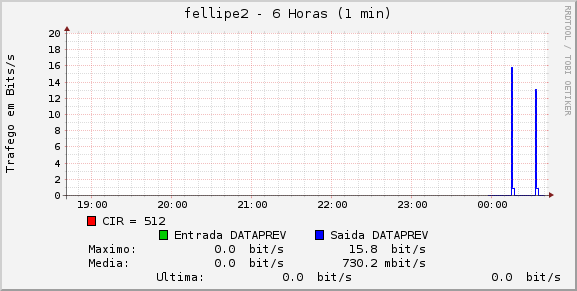 fellipe2 - 6 Horas (1 min)
RRDTOOL / TOBI OETIKER
Trafego em Bits/s
20
18
16
14
12
10
8
6
4
2
0
19:00 20:00 21:00 22:00 23:00 00:00
CIR = 512
Entrada DATAPREV Saida DATAPREV
Maximo: 0.0 bit/s 15.8 bit/s
Media: 0.0 bit/s 730.2 mbit/s
Ultima: 0.0 bit/s 0.0 bit/s